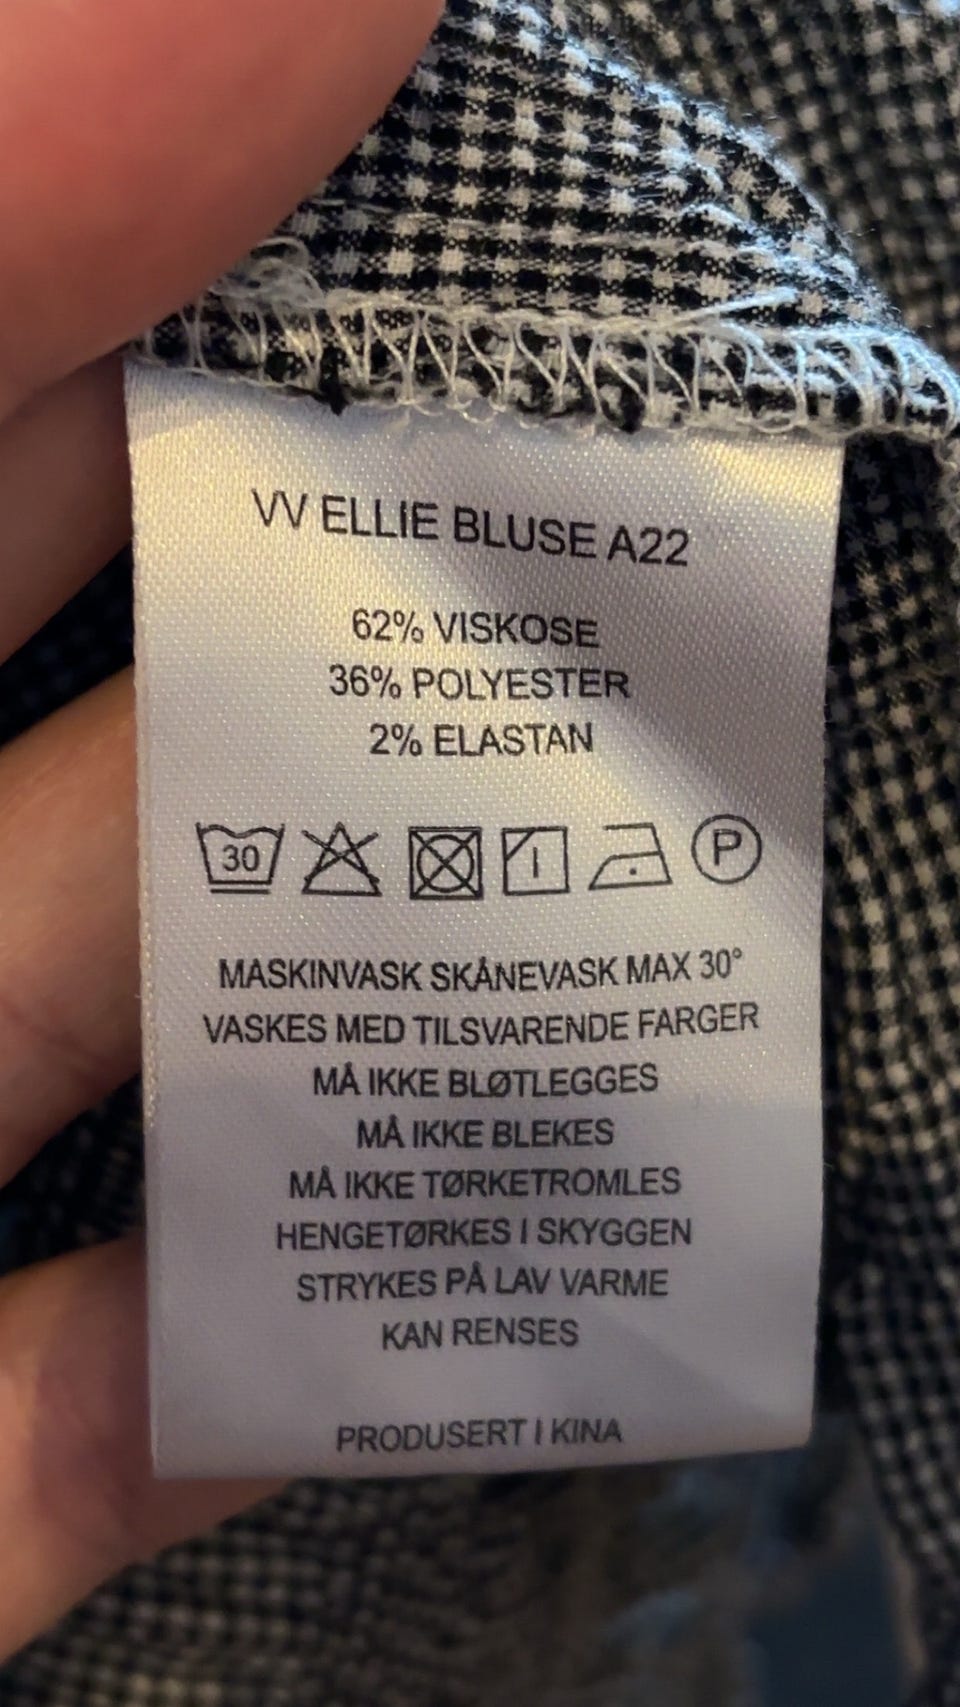 VV ELLIE BLUSE A22
62% VISKOSE
36% POLYESTER
2% ELASTAN
30 P
MASKINVASK SKÅNEVASK MAX 30°
VASKES MED TILSVARENDE FARGER
MÅ IKKE BLØTLEGGES
MÅ IKKE BLEKES
MÅ IKKE TØRKETROMLES
HENGETØRKES I SKYGGEN
STRYKES PÅ LAV VARME
KAN RENSES
PRODUSERT I KINA